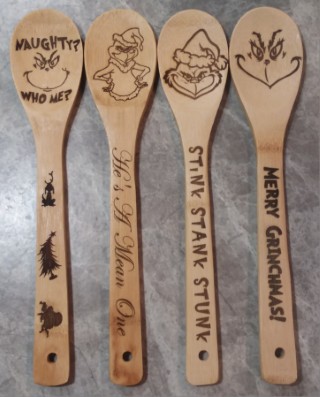 NAUGHTY?
WHO ME?
He's A Mean One
STINK STANK STUNK
MERRY GRINCHMAS!